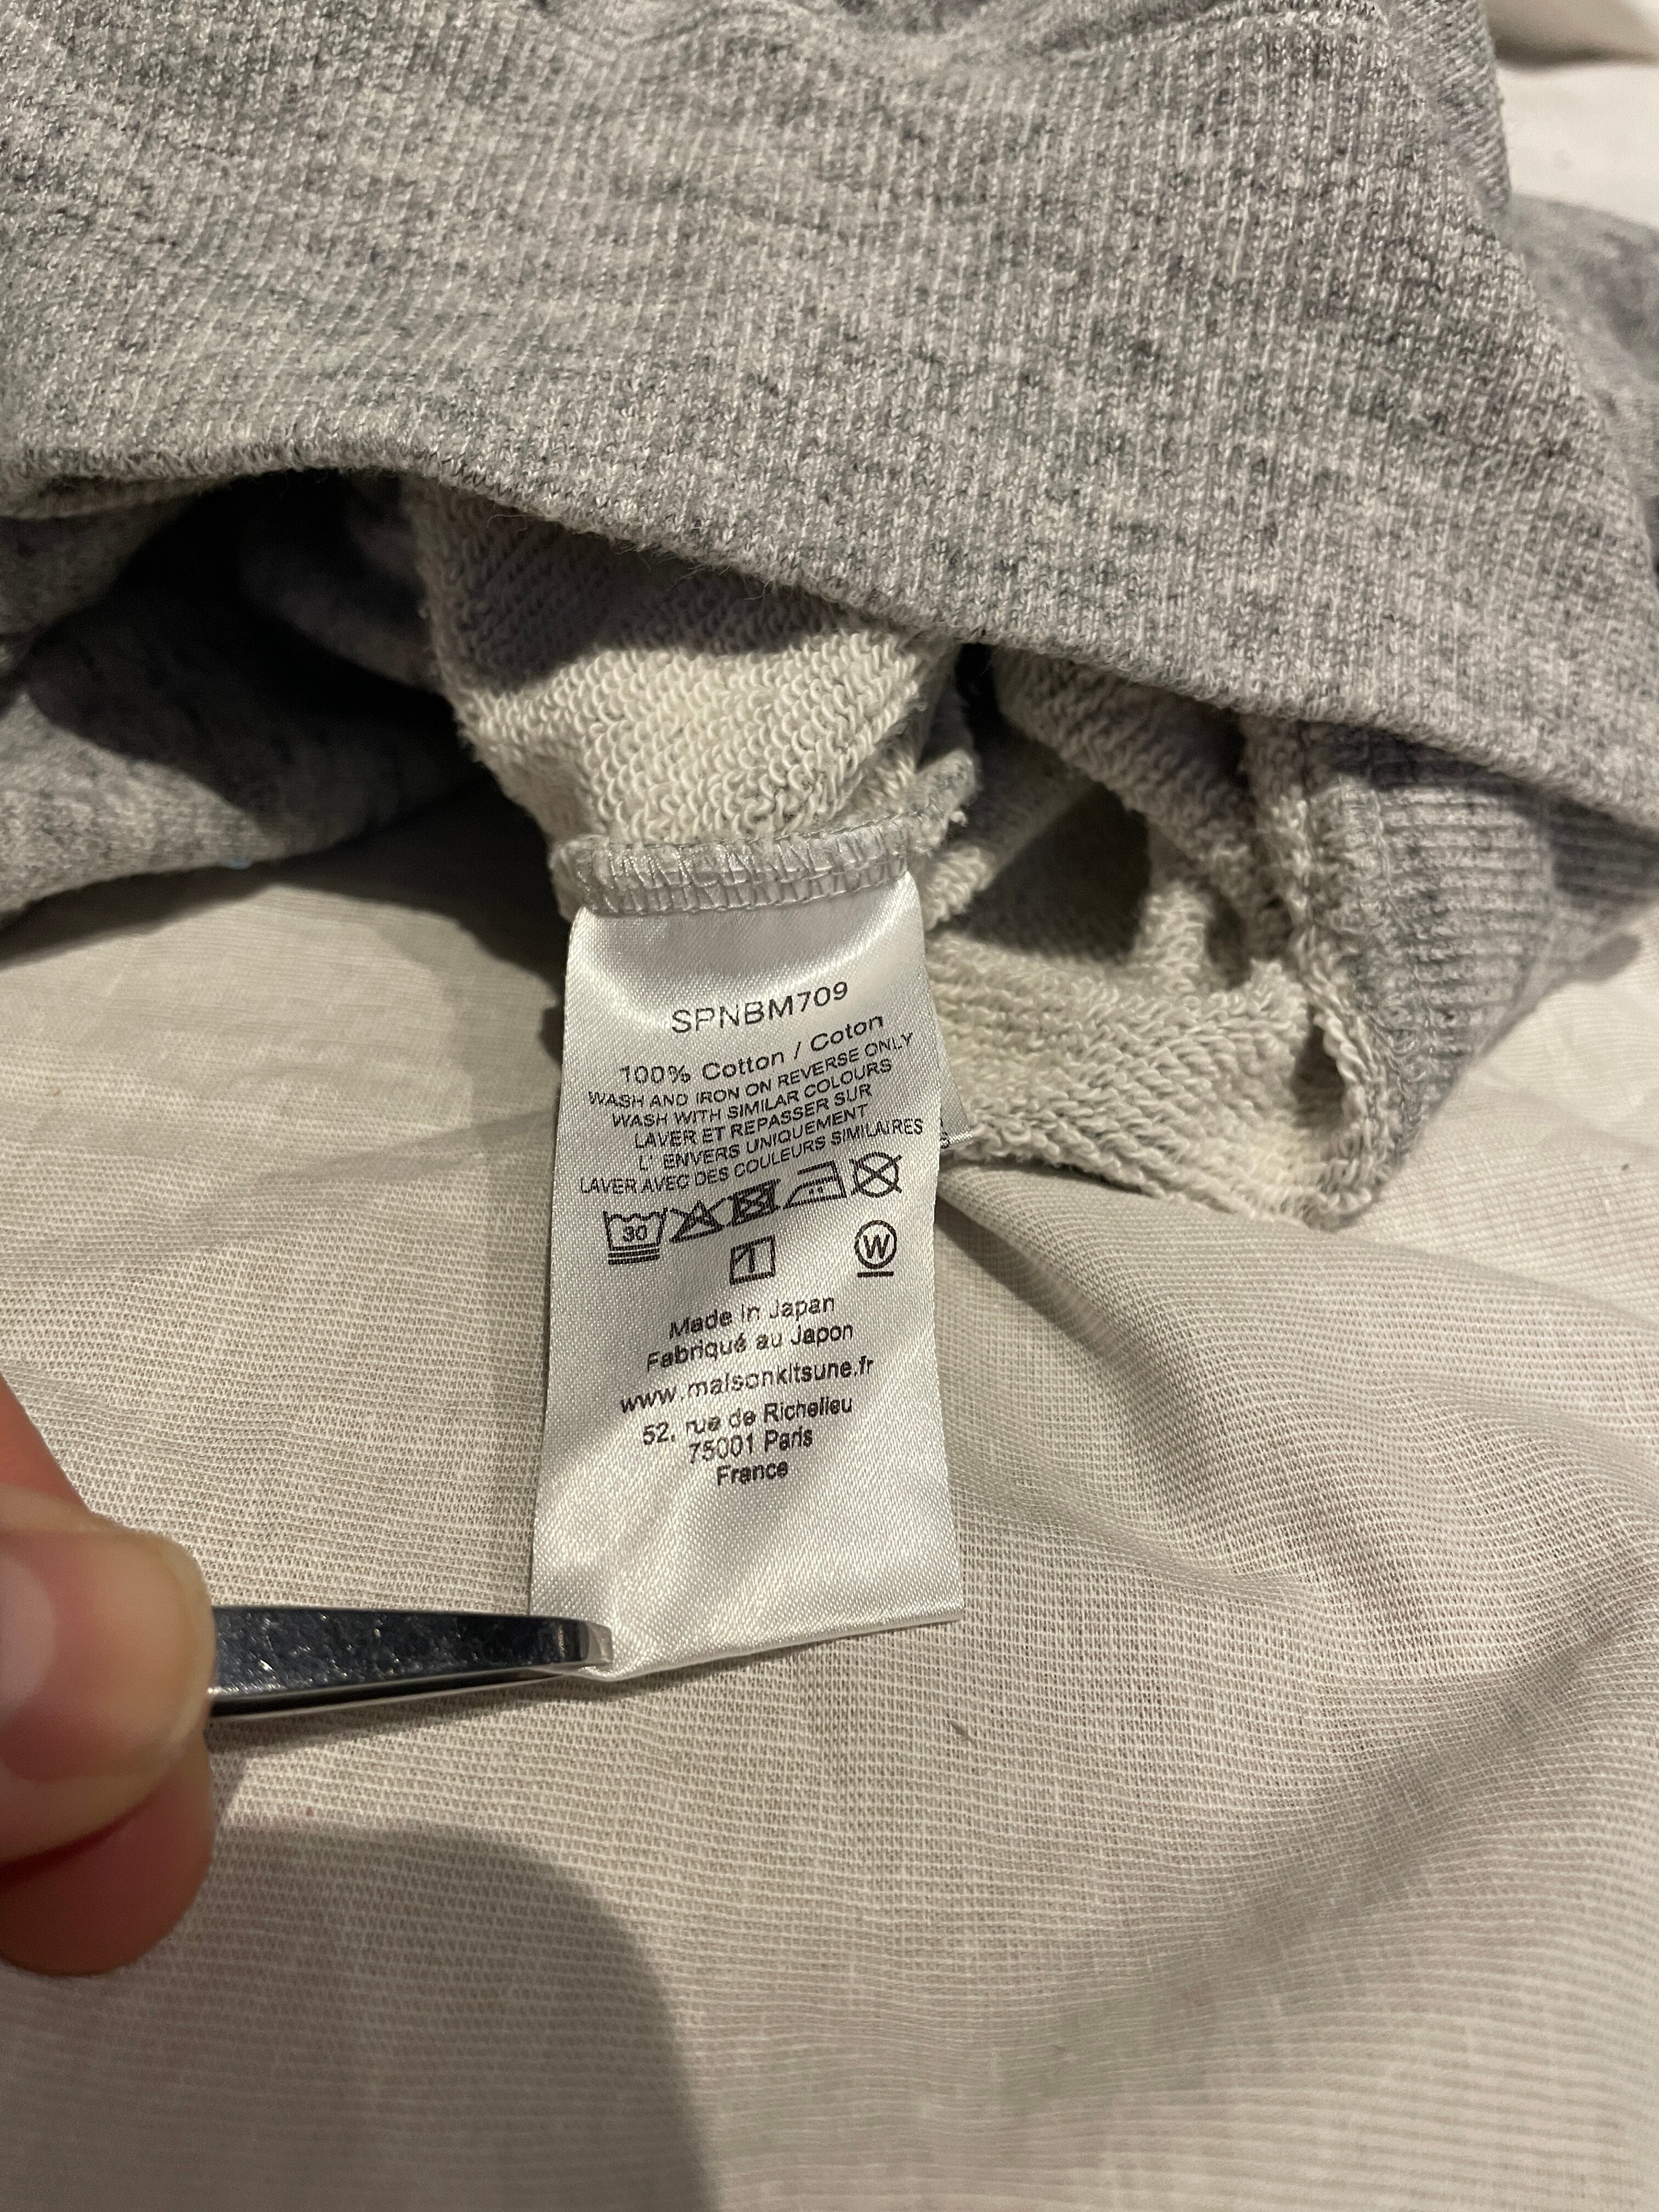 SPNBM709
100% Cotton / Coton
WASH AND IRON ON REVERSE ONLY
WASH WITH SIMILAR COLOURS
LAVER ET REPASSER SUR
L' ENVERS UNIQUEMENT
LAVER AVEC DES COULEURS SIMILAIRES
30
W
Made in Japan
Fabriqué au Japon
www.maisonkitsune.fr
52, rue de Richelieu
75001 Paris
France